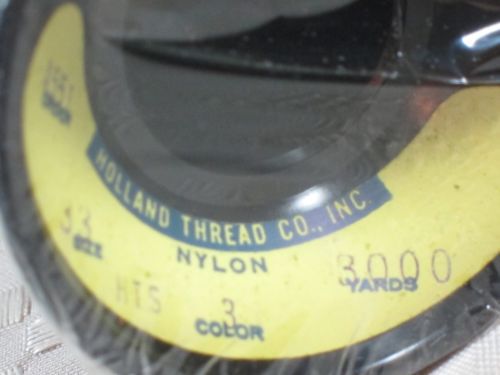 HOLLAND THREAD CO., INC.
33
SIZE
NYLON
3000
YARDS
HTS
3
COLOR